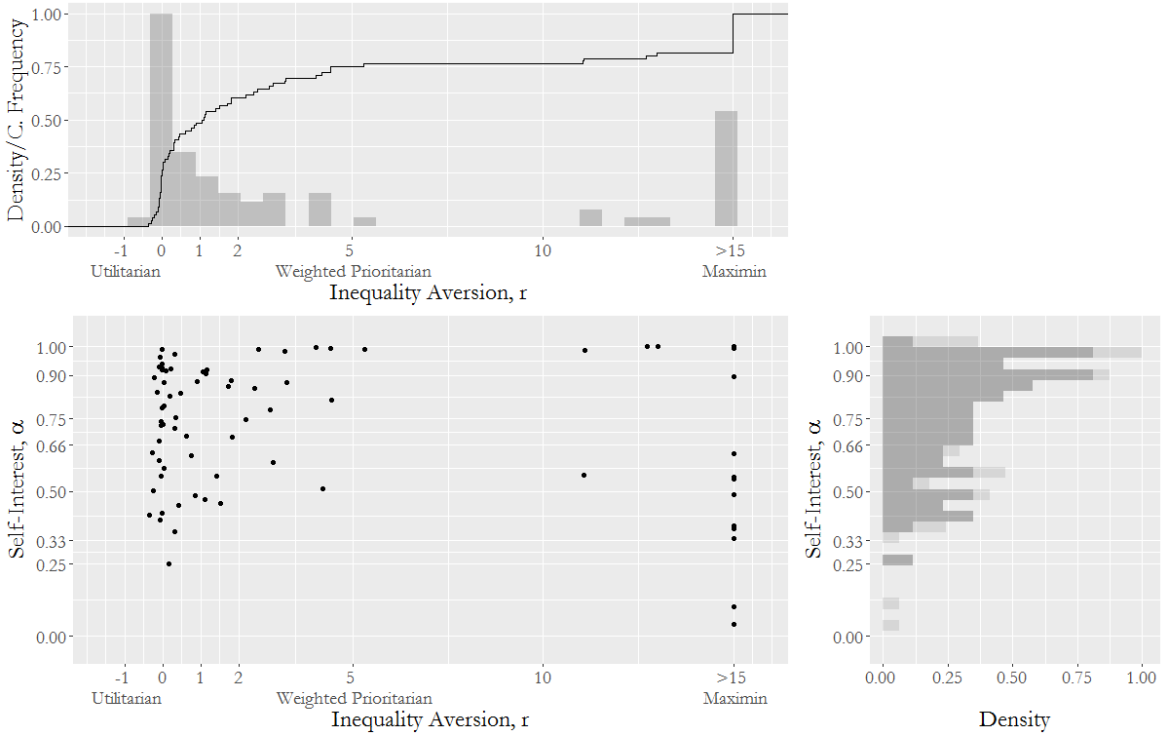 Density/C. Frequency
1.00
0.75
0.50
0.25
0.00
-1 0 1 2 5 10 >15
Utilitarian Weighted Prioritarian Maximin
Inequality Aversion, r
Self-Interest, α
1.00
0.90
0.75
0.66
0.50
0.33
0.25
0.00
-1 0 1 2 5 10 >15
Utilitarian Weighted Prioritarian Maximin
Inequality Aversion, r
Self-Interest, α
1.00
0.90
0.75
0.66
0.50
0.33
0.25
0.00
0.00 0.25 0.50 0.75 1.00
Density